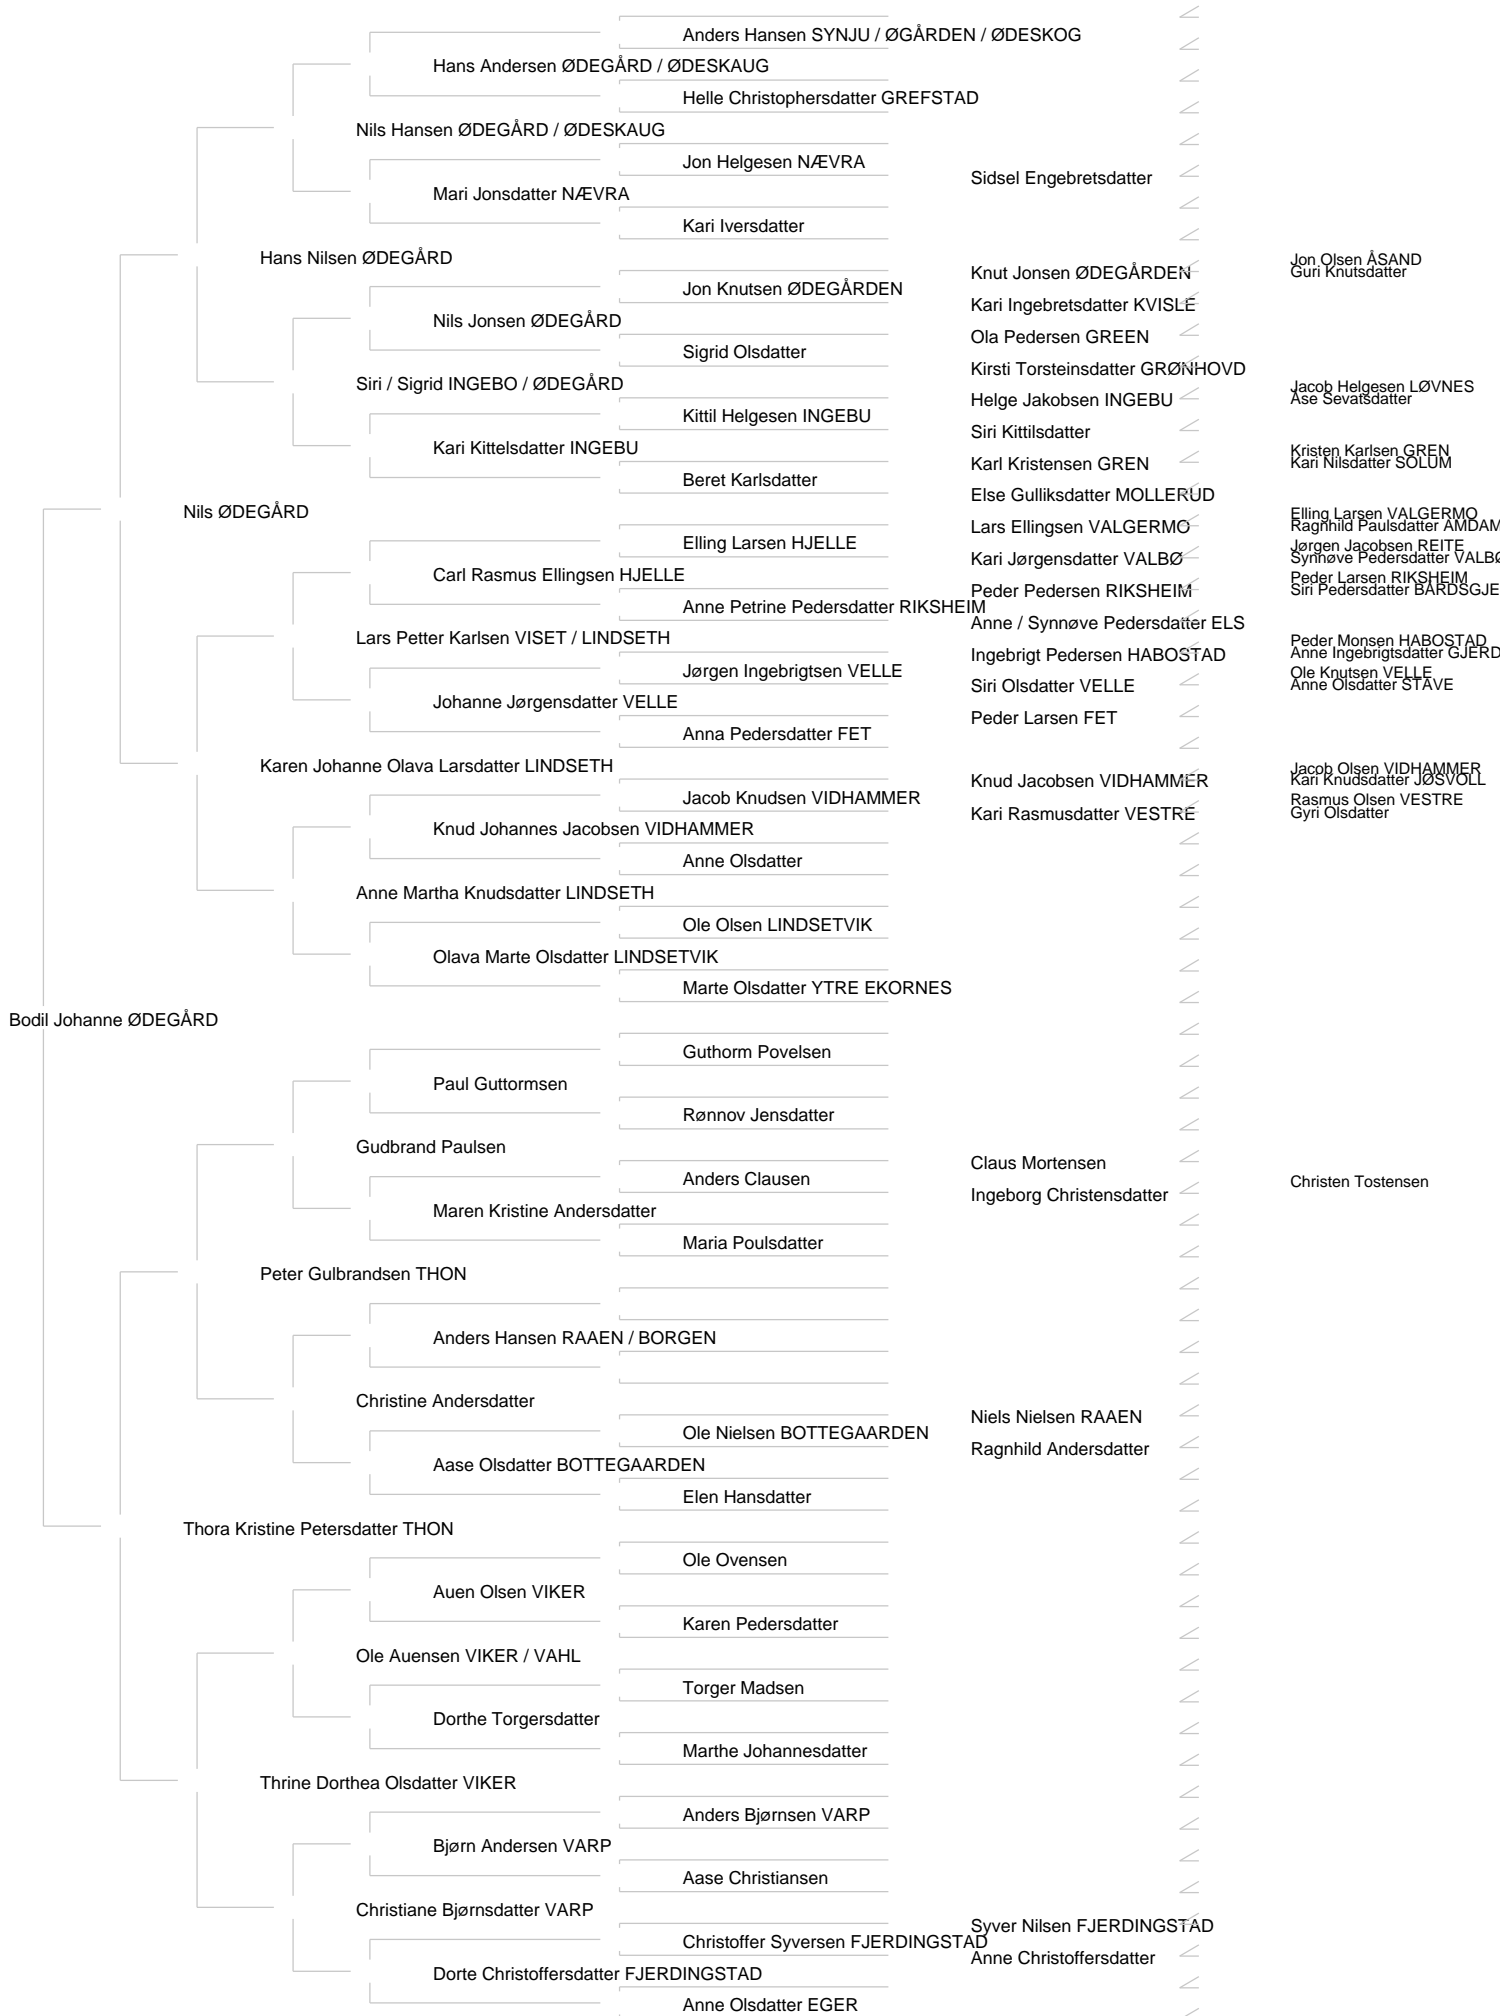 Anders Hansen SYNJU / ØGÅRDEN / ØDESKOG
Hans Andersen ØDEGÅRD / ØDESKAUG
Helle Christophersdatter GREFSTAD
Nils Hansen ØDEGÅRD / ØDESKAUG
Jon Helgesen NÆVRA
Sidsel Engebretsdatter
Mari Jonsdatter NÆVRA
Kari Iversdatter
Hans Nilsen ØDEGÅRD
Jon Olsen ÅSAND
Knut Jonsen ØDEGÅRDEN
Guri Knutsdatter
Jon Knutsen ØDEGÅRDEN
Kari Ingebretsdatter KVISLE
Nils Jonsen ØDEGÅRD
Ola Pedersen GREEN
Sigrid Olsdatter
Kirsti Torsteinsdatter GRØNHOVD
Siri / Sigrid INGEBO / ØDEGÅRD
Jacob Helgesen LØVNES
Helge Jakobsen INGEBU
Åse Sevatsdatter
Kittil Helgesen INGEBU
Siri Kittilsdatter
Kari Kittelsdatter INGEBU
Kristen Karlsen GREN
Karl Kristensen GREN
Kari Nilsdatter SOLUM
Beret Karlsdatter
Else Gulliksdatter MOLLERUD
Nils ØDEGÅRD
Elling Larsen VALGERMO
Lars Ellingsen VALGERMO
Ragnhild Paulsdatter AMDAM
Elling Larsen HJELLE
Jørgen Jacobsen REITE
Kari Jørgensdatter VALBØ
Synnøve Pedersdatter VALBØ
Carl Rasmus Ellingsen HJELLE
Peder Larsen RIKSHEIM
Peder Pedersen RIKSHEIM
Siri Pedersdatter BÅRDSGJE
Anne Petrine Pedersdatter RIKSHEIM
Anne / Synnøve Pedersdatter ELS
Lars Petter Karlsen VISET / LINDSETH
Peder Monsen HABOSTAD
Ingebrigt Pedersen HABOSTAD
Anne Ingebrigtsdatter GJERD
Jørgen Ingebrigtsen VELLE
Ole Knutsen VELLE
Siri Olsdatter VELLE
Anne Olsdatter STAVE
Johanne Jørgensdatter VELLE
Peder Larsen FET
Anna Pedersdatter FET
Karen Johanne Olava Larsdatter LINDSETH
Jacob Olsen VIDHAMMER
Knud Jacobsen VIDHAMMER
Kari Knudsdatter JØSVOLL
Jacob Knudsen VIDHAMMER
Rasmus Olsen VESTRE
Kari Rasmusdatter VESTRE
Gyri Olsdatter
Knud Johannes Jacobsen VIDHAMMER
Anne Olsdatter
Anne Martha Knudsdatter LINDSETH
Ole Olsen LINDSETVIK
Olava Marte Olsdatter LINDSETVIK
Marte Olsdatter YTRE EKORNES
Bodil Johanne ØDEGÅRD
Guthorm Povelsen
Paul Guttormsen
Rønnov Jensdatter
Gudbrand Paulsen
Claus Mortensen
Anders Clausen
Christen Tostensen
Ingeborg Christensdatter
Maren Kristine Andersdatter
Maria Poulsdatter
Peter Gulbrandsen THON
Anders Hansen RAAEN / BORGEN
Christine Andersdatter
Niels Nielsen RAAEN
Ole Nielsen BOTTEGAARDEN
Ragnhild Andersdatter
Aase Olsdatter BOTTEGAARDEN
Elen Hansdatter
Thora Kristine Petersdatter THON
Ole Ovensen
Auen Olsen VIKER
Karen Pedersdatter
Ole Auensen VIKER / VAHL
Torger Madsen
Dorthe Torgersdatter
Marthe Johannesdatter
Thrine Dorthea Olsdatter VIKER
Anders Bjørnsen VARP
Bjørn Andersen VARP
Aase Christiansen
Christiane Bjørnsdatter VARP
Syver Nilsen FJERDINGSTAD
Christoffer Syversen FJERDINGSTAD
Anne Christoffersdatter
Dorte Christoffersdatter FJERDINGSTAD
Anne Olsdatter EGER